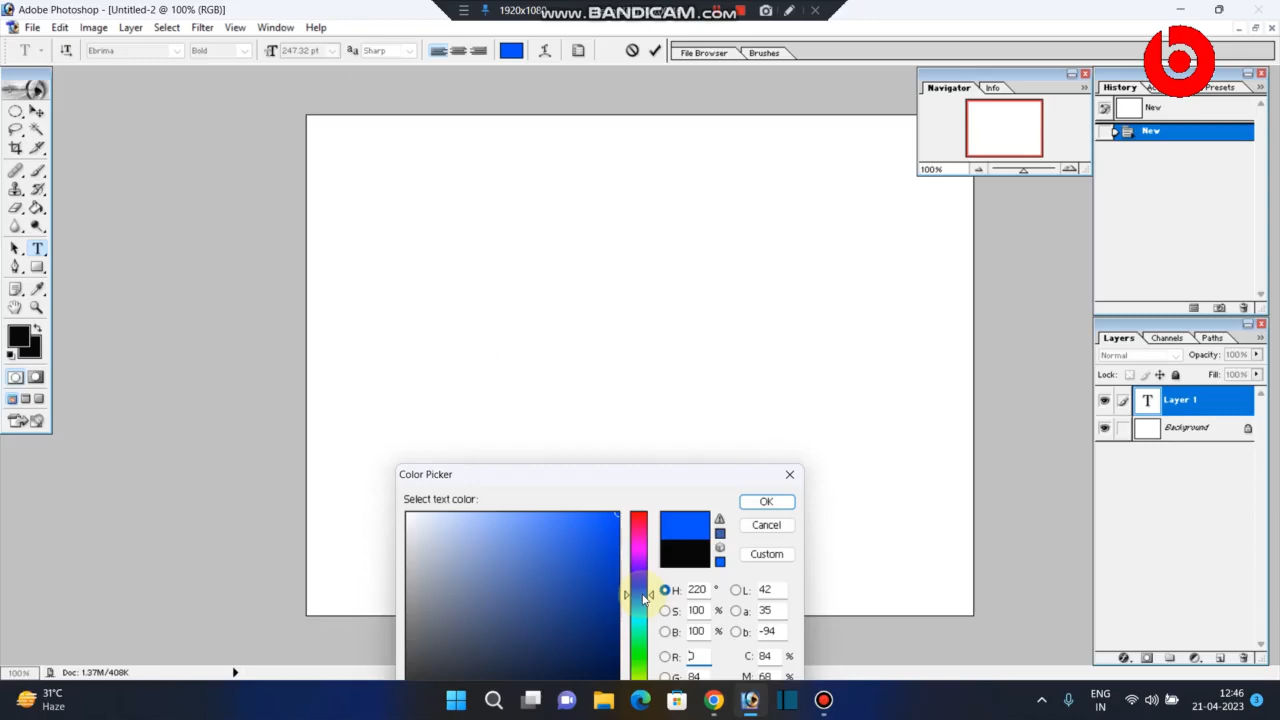 Adobe Photoshop - [Untitled-2 @ 100% (RGB)]
1920x1080
www.BANDICAM.com
File Edit Image Layer Select Filter View Window Help
T Ebrima Bold 247.32 pt aa Sharp File Browser Brushes
Navigator Info
100%
History Presets
New
New
Layers Channels Paths
Normal Opacity: 100%
Lock: Fill: 100%
T Layer 1
Background
Color Picker
Select text color:
OK
Cancel
Custom
H: 220 ° L: 42
S: 100 % a: 35
B: 100 % b: -94
R: C: 84 %
G: 84 M: 68 %
100% Doc: 1.37M/408K
31°C
Haze
ENG
IN
12:46
21-04-2023
3